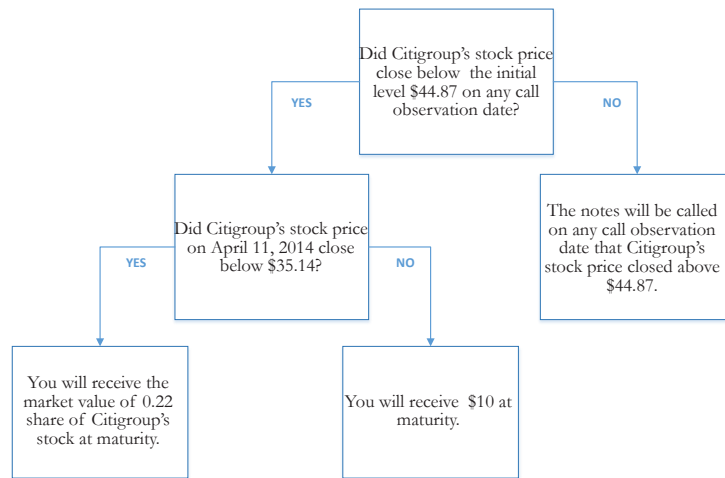 Did Citigroup's stock price
close below the initial
level $44.87 on any call
observation date?
YES
NO
Did Citigroup's stock price
on April 11, 2014 close
below $35.14?
The notes will be called
on any call observation
date that Citigroup's
stock price closed above
$44.87.
YES
NO
You will receive the
market value of 0.22
share of Citigroup's
stock at maturity.
You will receive $10 at
maturity.